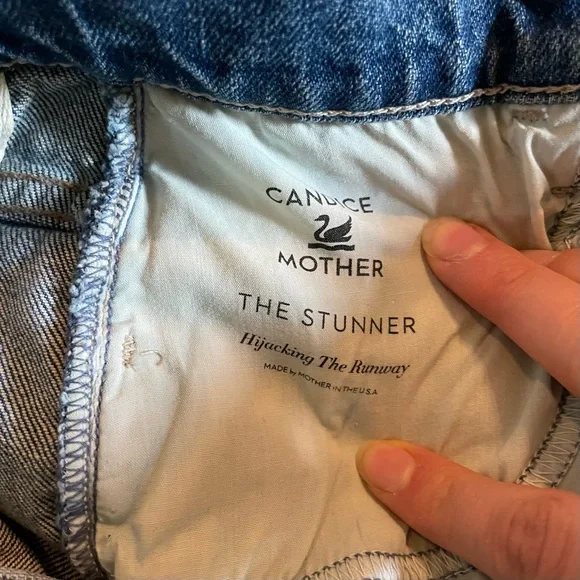 CANDICE
MOTHER
THE STUNNER
Hijacking The Runway
MADE by MOTHER IN THE U.S.A